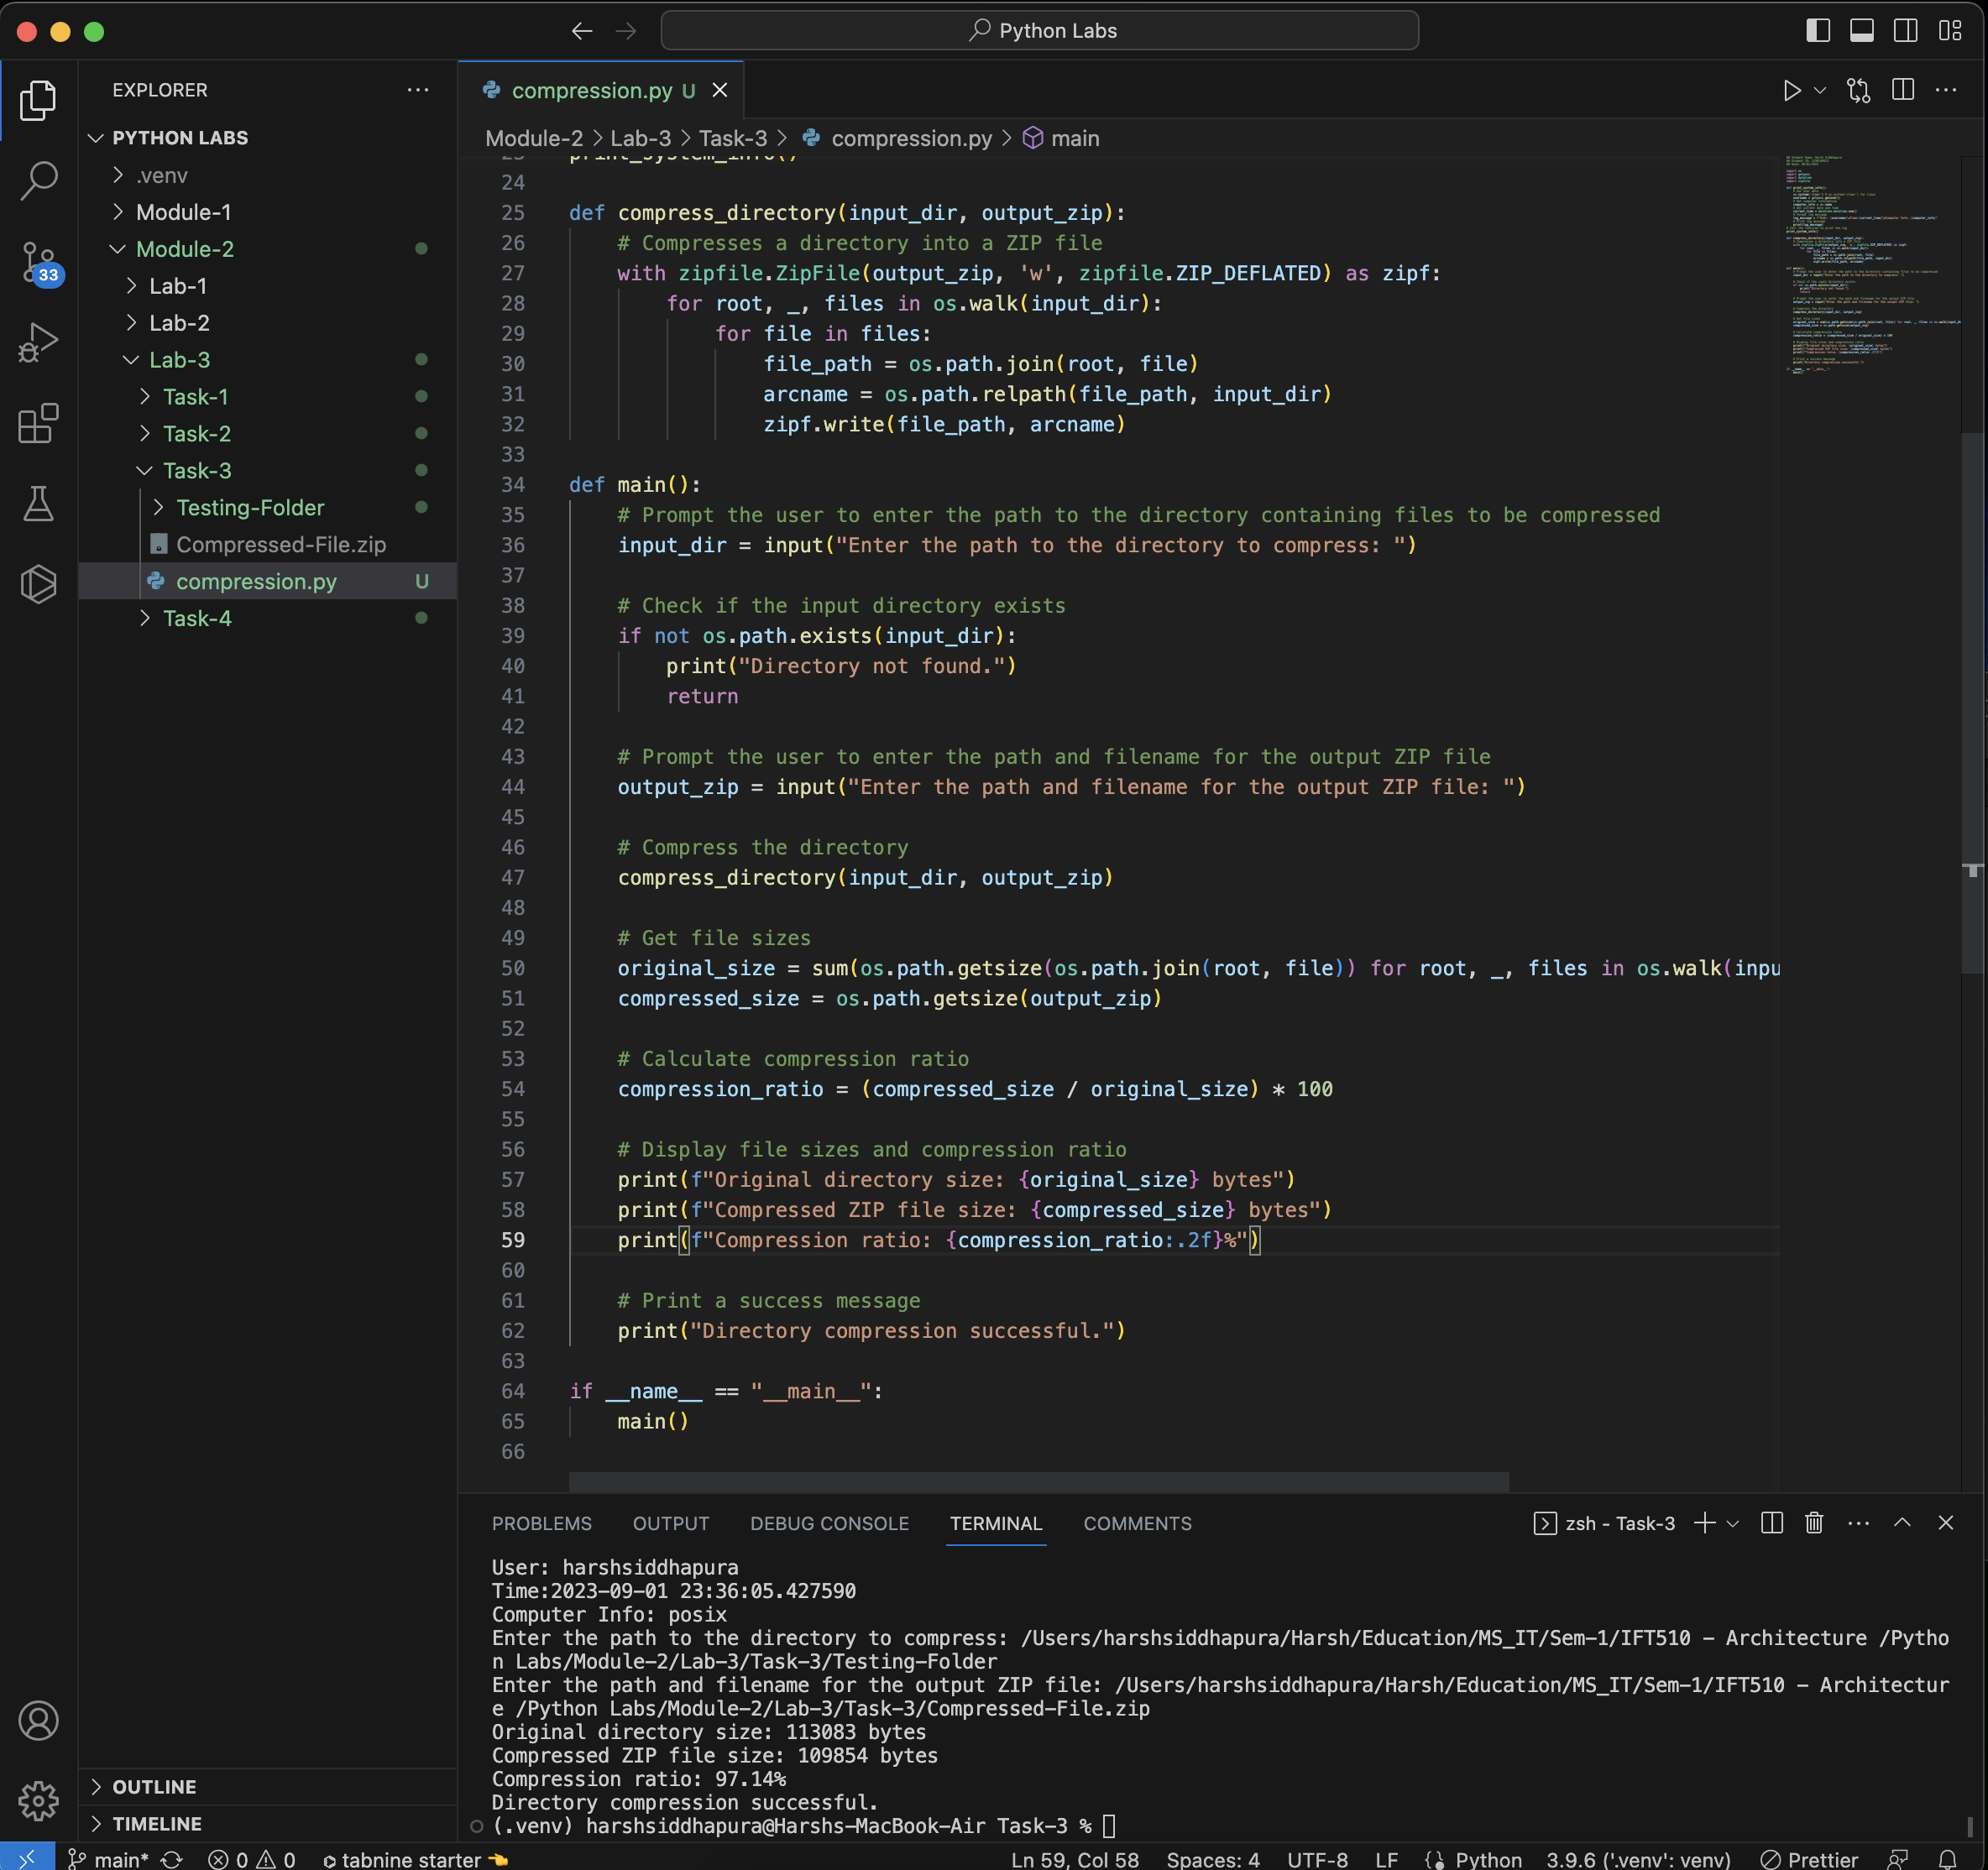 Python Labs
EXPLORER
PYTHON LABS
.venv
Module-1
Module-2
Lab-1
Lab-2
Lab-3
Task-1
Task-2
Task-3
Testing-Folder
Compressed-File.zip
compression.py U
Task-4
OUTLINE
TIMELINE
33
compression.py U
Module-2 > Lab-3 > Task-3 > compression.py > main
23 print_system_info()
24
25 def compress_directory(input_dir, output_zip):
26 # Compresses a directory into a ZIP file
27 with zipfile.ZipFile(output_zip, 'w', zipfile.ZIP_DEFLATED) as zipf:
28 for root, _, files in os.walk(input_dir):
29 for file in files:
30 file_path = os.path.join(root, file)
31 arcname = os.path.relpath(file_path, input_dir)
32 zipf.write(file_path, arcname)
33
34 def main():
35 # Prompt the user to enter the path to the directory containing files to be compressed
36 input_dir = input("Enter the path to the directory to compress: ")
37
38 # Check if the input directory exists
39 if not os.path.exists(input_dir):
40 print("Directory not found.")
41 return
42
43 # Prompt the user to enter the path and filename for the output ZIP file
44 output_zip = input("Enter the path and filename for the output ZIP file: ")
45
46 # Compress the directory
47 compress_directory(input_dir, output_zip)
48
49 # Get file sizes
50 original_size = sum(os.path.getsize(os.path.join(root, file)) for root, _, files in os.walk(inpu
51 compressed_size = os.path.getsize(output_zip)
52
53 # Calculate compression ratio
54 compression_ratio = (compressed_size / original_size) * 100
55
56 # Display file sizes and compression ratio
57 print(f"Original directory size: {original_size} bytes")
58 print(f"Compressed ZIP file size: {compressed_size} bytes")
59 print(f"Compression ratio: {compression_ratio:.2f}%")
60
61 # Print a success message
62 print("Directory compression successful.")
63
64 if __name__ == "__main__":
65 main()
66
PROBLEMS OUTPUT DEBUG CONSOLE TERMINAL COMMENTS zsh - Task-3
User: harshsiddhapura
Time:2023-09-01 23:36:05.427590
Computer Info: posix
Enter the path to the directory to compress: /Users/harshsiddhapura/Harsh/Education/MS_IT/Sem-1/IFT510 - Architecture /Pytho
n Labs/Module-2/Lab-3/Task-3/Testing-Folder
Enter the path and filename for the output ZIP file: /Users/harshsiddhapura/Harsh/Education/MS_IT/Sem-1/IFT510 - Architectur
e /Python Labs/Module-2/Lab-3/Task-3/Compressed-File.zip
Original directory size: 113083 bytes
Compressed ZIP file size: 109854 bytes
Compression ratio: 97.14%
Directory compression successful.
(.venv) harshsiddhapura@Harshs-MacBook-Air Task-3 %
main* 0 0 tabnine starter Ln 59, Col 58 Spaces: 4 UTF-8 LF Python 3.9.6 ('.venv': venv) Prettier